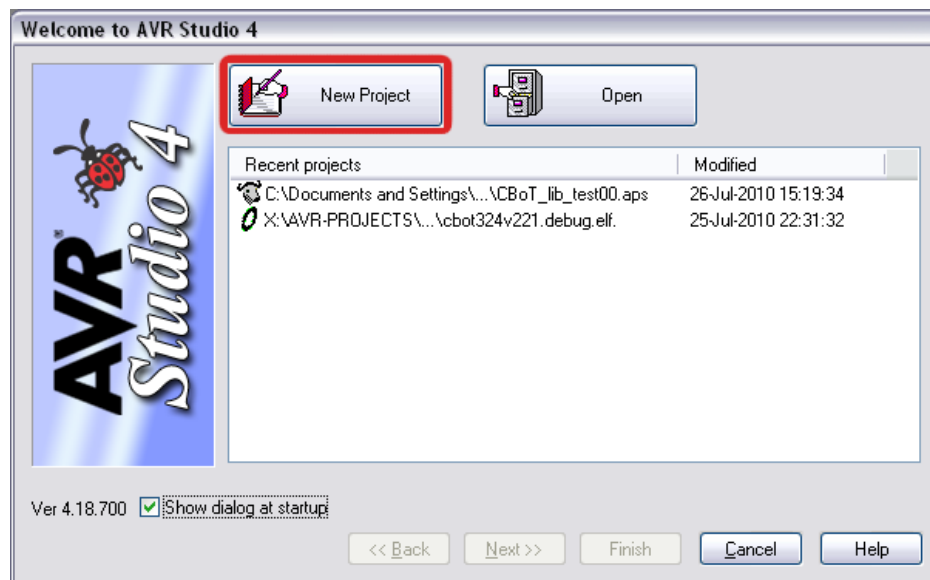 Welcome to AVR Studio 4
New Project
Open
AVR®
Studio 4
Recent projects Modified
C:\Documents and Settings\...\CBoT_lib_test00.aps 26-Jul-2010 15:19:34
X:\AVR-PROJECTS\...\cbot324v221.debug.elf. 25-Jul-2010 22:31:32
Ver 4.18.700 Show dialog at startup
<< Back Next >> Finish Cancel Help